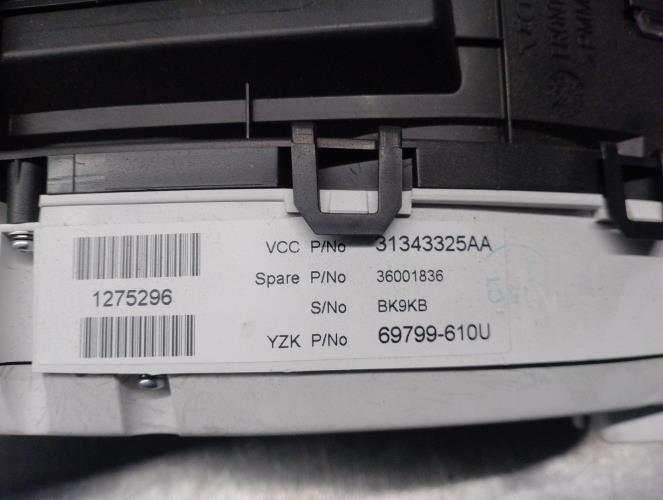 VCC P/No 31343325AA
Spare P/No 36001836
S/No BK9KB
YZK P/No 69799-610U
1275296